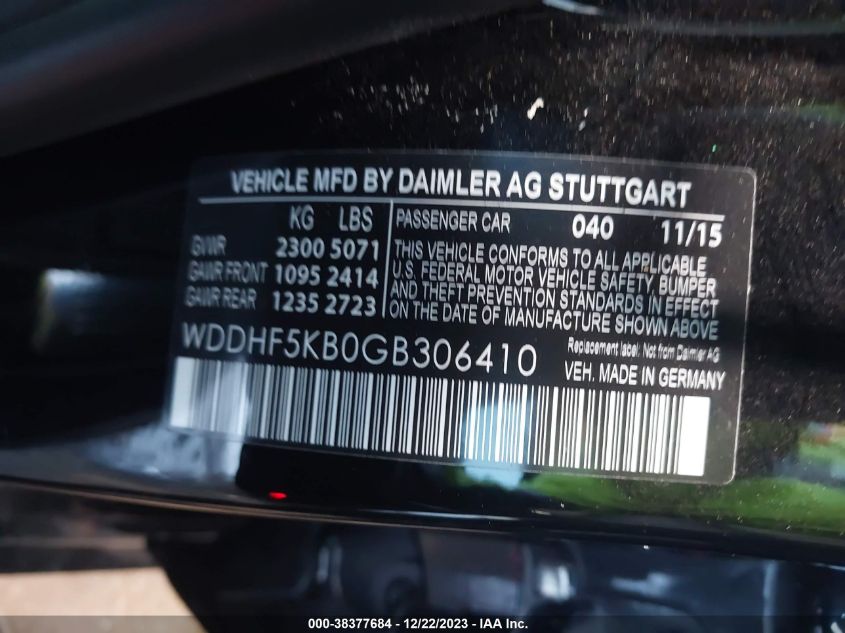 VEHICLE MFD BY DAIMLER AG STUTTGART
KG LBS
GVWR 2300 5071
GAWR FRONT 1095 2414
GAWR REAR 1235 2723
PASSENGER CAR 040 11/15
THIS VEHICLE CONFORMS TO ALL APPLICABLE
U.S. FEDERAL MOTOR VEHICLE SAFETY, BUMPER
AND THEFT PREVENTION STANDARDS IN EFFECT
ON THE DATE OF MANUFACTURE SHOWN ABOVE
WDDHF5KB0GB306410
Replacement label: Not from Daimler AG
VEH. MADE IN GERMANY
000-38377684 - 12/22/2023 - IAA Inc.